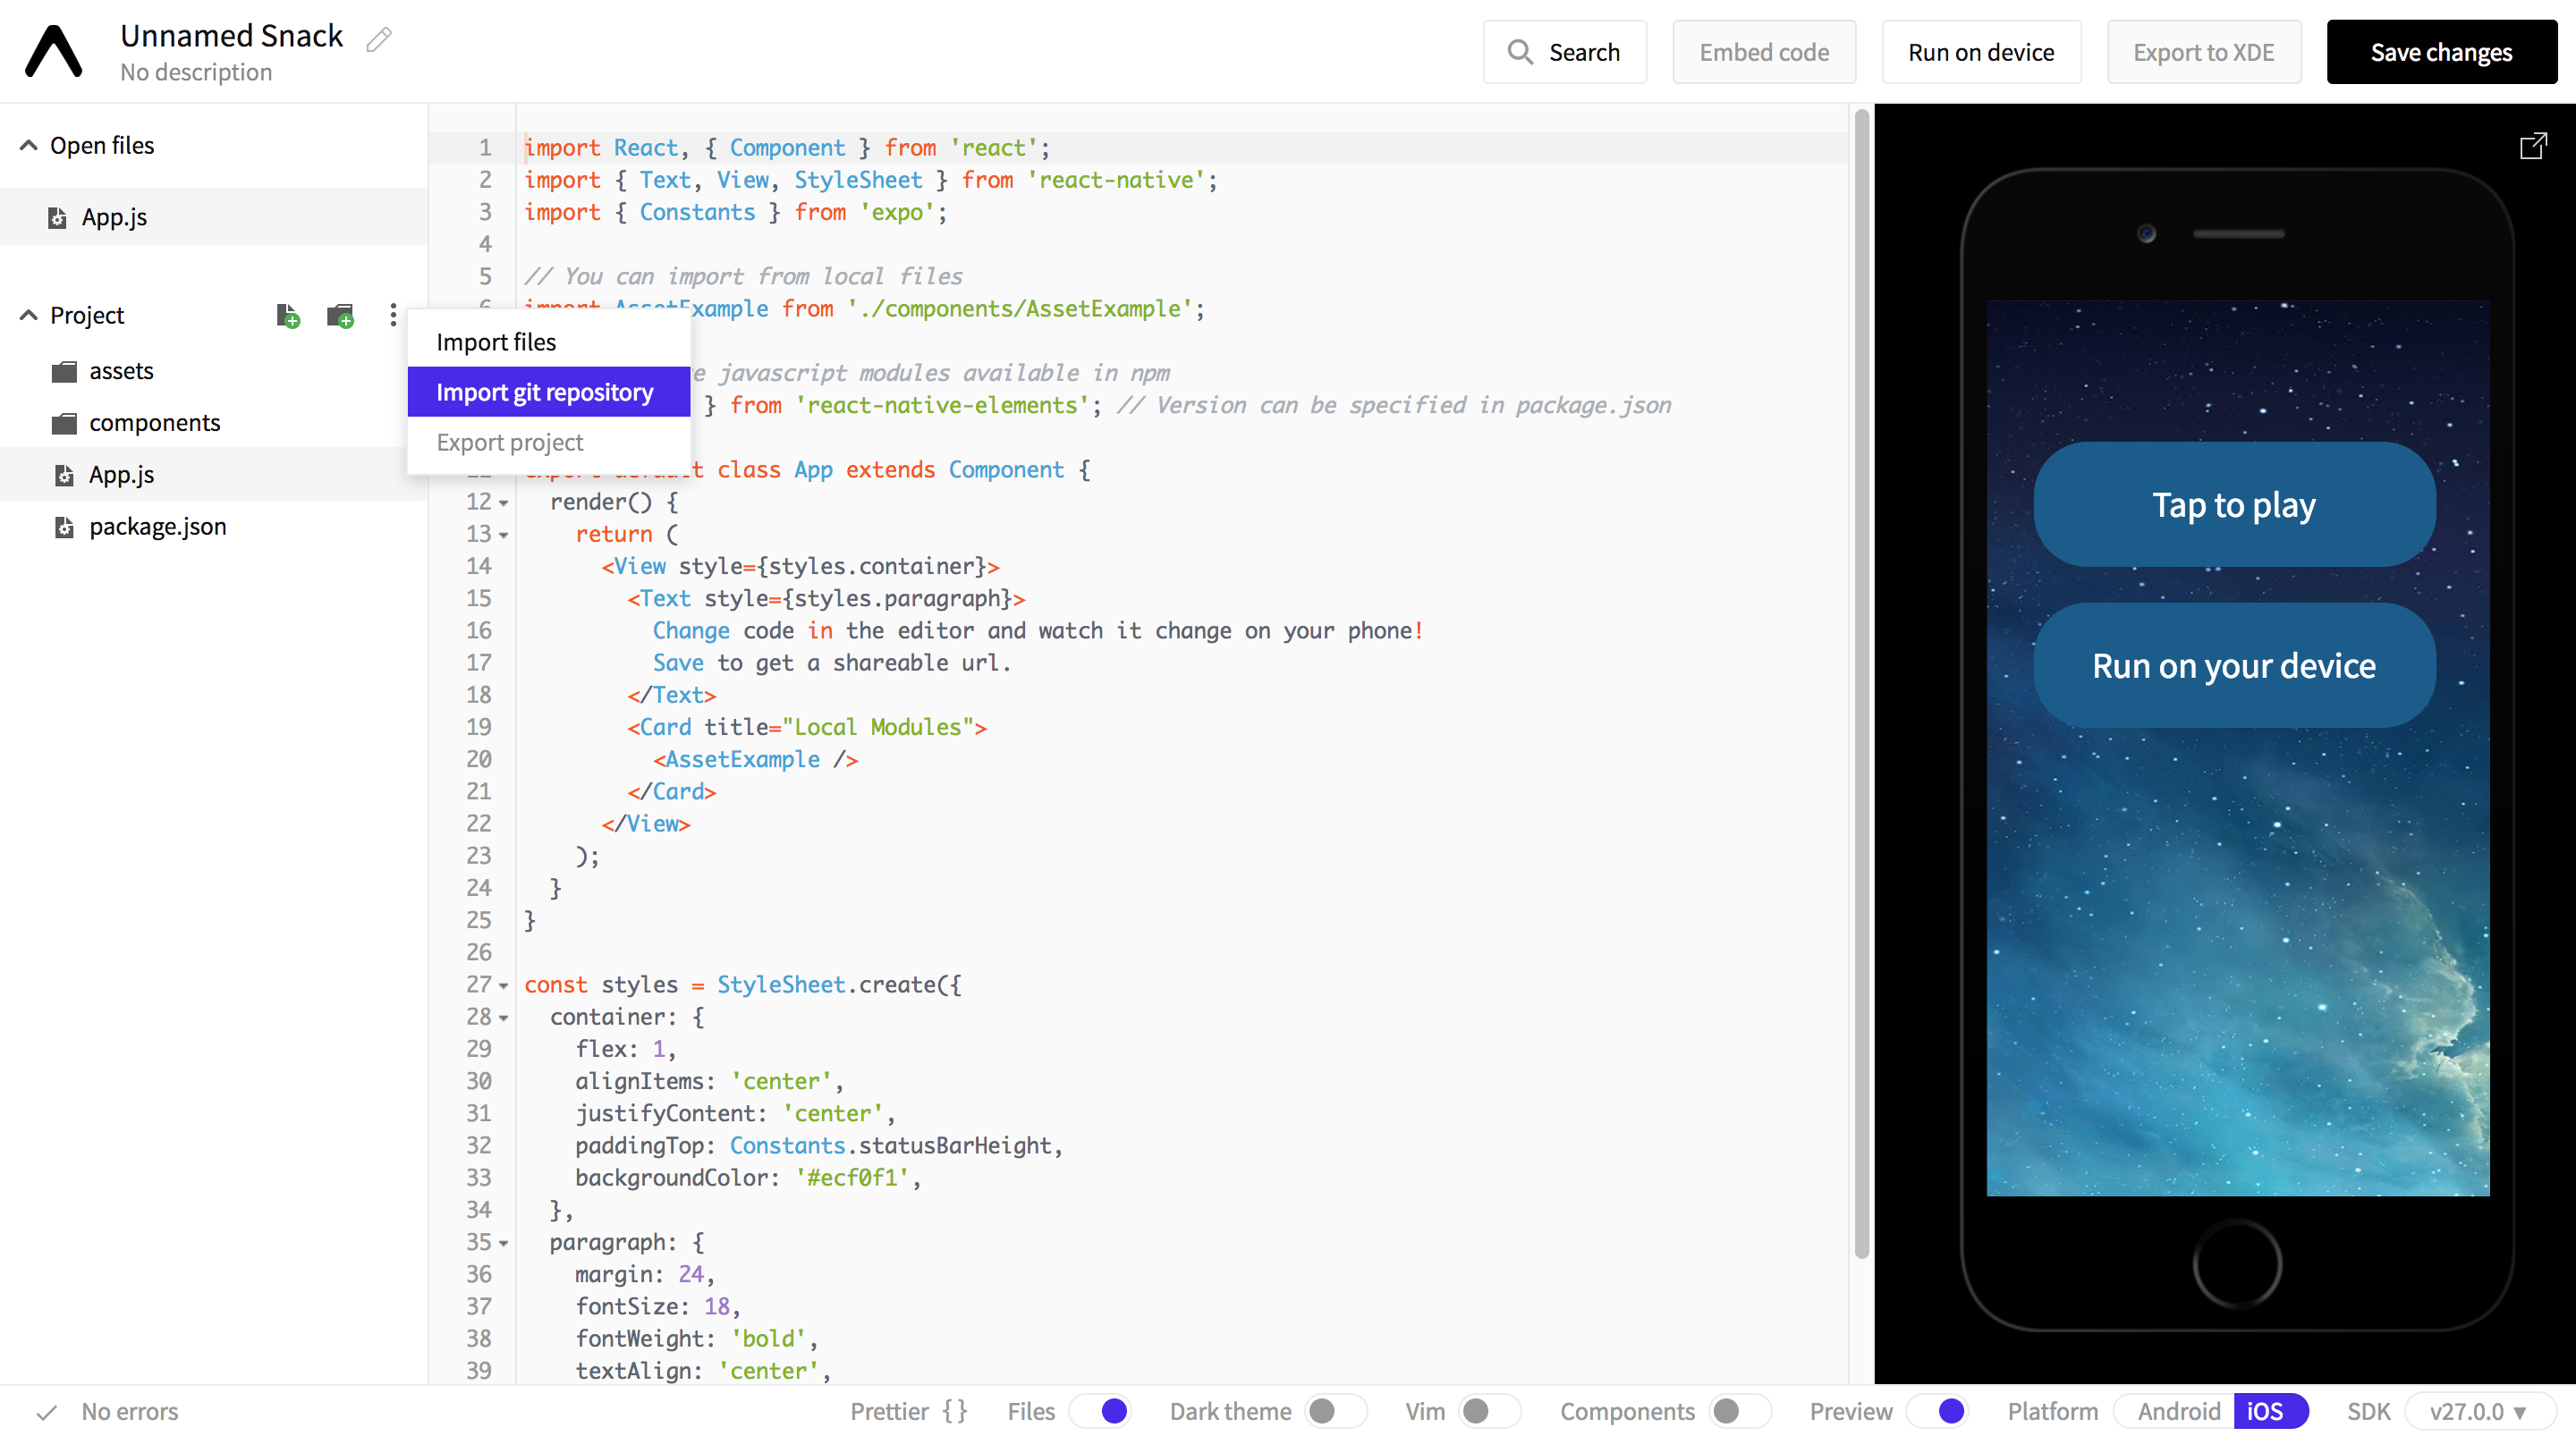 Unnamed Snack
No description
Search
Embed code
Run on device
Export to XDE
Save changes
Open files
App.js
Project
assets
components
App.js
package.json
Import files
Import git repository
Export project
1 import React, { Component } from 'react';
2 import { Text, View, StyleSheet } from 'react-native';
3 import { Constants } from 'expo';
4
5 // You can import from local files
import AssetExample from './components/AssetExample';
javascript modules available in npm
} from 'react-native-elements'; // Version can be specified in package.json
class App extends Component {
12 render() {
13 return (
14 <View style={styles.container}>
15 <Text style={styles.paragraph}>
16 Change code in the editor and watch it change on your phone!
17 Save to get a shareable url.
18 </Text>
19 <Card title="Local Modules">
20 <AssetExample />
21 </Card>
22 </View>
23 );
24 }
25 }
26
27 const styles = StyleSheet.create({
28 container: {
29 flex: 1,
30 alignItems: 'center',
31 justifyContent: 'center',
32 paddingTop: Constants.statusBarHeight,
33 backgroundColor: '#ecf0f1',
34 },
35 paragraph: {
36 margin: 24,
37 fontSize: 18,
38 fontWeight: 'bold',
39 textAlign: 'center',
Tap to play
Run on your device
No errors
Prettier {}
Files
Dark theme
Vim
Components
Preview
Platform
Android
iOS
SDK
v27.0.0